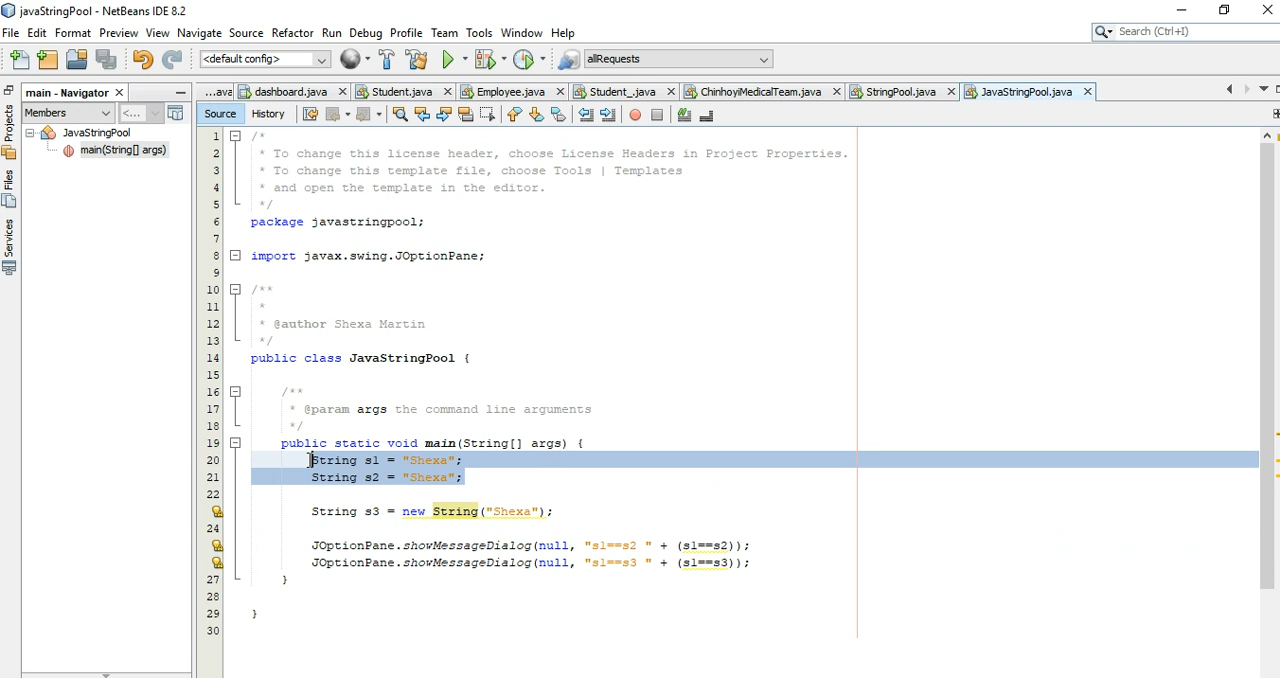 javaStringPool - NetBeans IDE 8.2
File Edit Format Preview View Navigate Source Refactor Run Debug Profile Team Tools Window Help
Search (Ctrl+I)
<default config> allRequests
main - Navigator
...ava dashboard.java Student.java Employee.java Student_.java ChinhoyiMedicalTeam.java StringPool.java JavaStringPool.java
Members <...
Source History
Projects
Files
Services
JavaStringPool
main(String[] args)
1 /*
2 * To change this license header, choose License Headers in Project Properties.
3 * To change this template file, choose Tools | Templates
4 * and open the template in the editor.
5 */
6 package javastringpool;
7
8 import javax.swing.JOptionPane;
9
10 /**
11 *
12 * @author Shexa Martin
13 */
14 public class JavaStringPool {
15
16 /**
17 * @param args the command line arguments
18 */
19 public static void main(String[] args) {
20 String s1 = "Shexa";
21 String s2 = "Shexa";
22
String s3 = new String("Shexa");
24
JOptionPane.showMessageDialog(null, "s1==s2 " + (s1==s2));
JOptionPane.showMessageDialog(null, "s1==s3 " + (s1==s3));
27 }
28
29 }
30